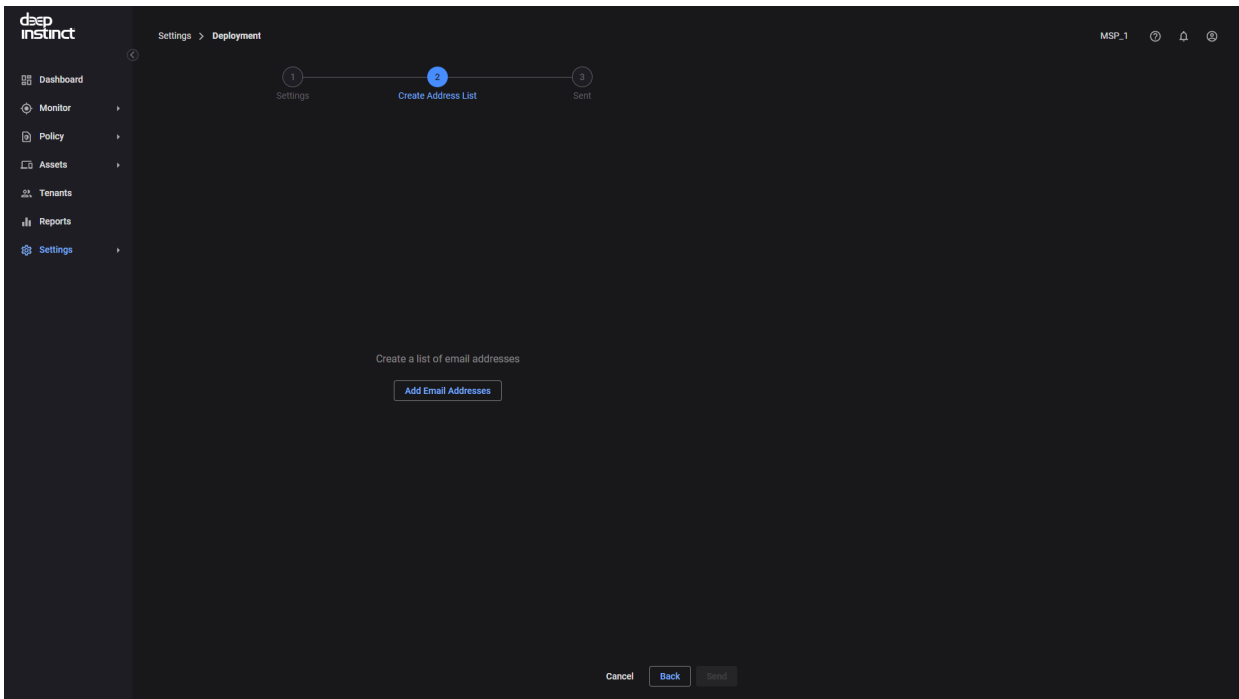 deep
instinct
Settings > Deployment
MSP_1
Dashboard
Monitor
Policy
Assets
Tenants
Reports
Settings
1
2
3
Settings
Create Address List
Sent
Create a list of email addresses
Add Email Addresses
Cancel
Back
Send